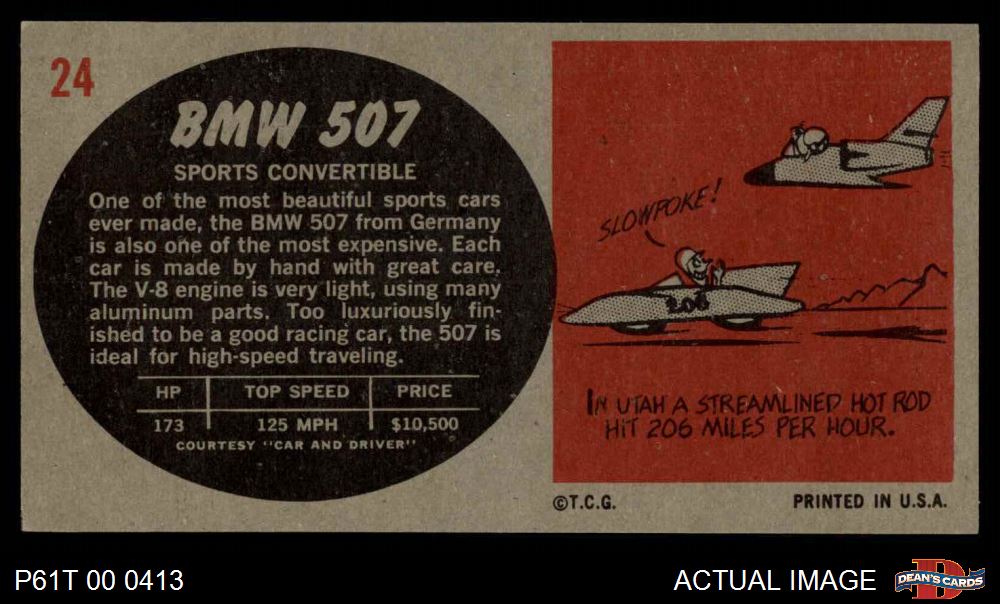 24
BMW 507
SPORTS CONVERTIBLE
One of the most beautiful sports cars
ever made, the BMW 507 from Germany
is also one of the most expensive. Each
car is made by hand with great care.
The V-8 engine is very light, using many
aluminum parts. Too luxuriously fin-
ished to be a good racing car, the 507 is
ideal for high-speed traveling.
HP TOP SPEED PRICE
173 125 MPH $10,500
COURTESY "CAR AND DRIVER"
SLOWPOKE!
206
IN UTAH A STREAMLINED HOT ROD
HIT 206 MILES PER HOUR.
©T.C.G. PRINTED IN U.S.A.
P61T 00 0413 ACTUAL IMAGE
D
DEAN'S CARDS